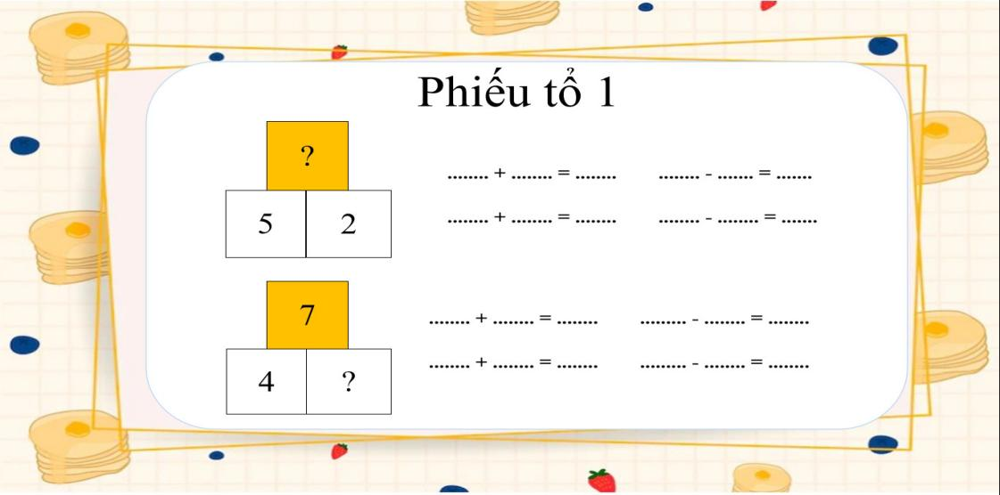 Phiếu tổ 1
?
5 2
........ + ........ = ........ ........ - ....... = .......
........ + ........ = ........ ........ - ........ = .......
7
4 ?
........ + ........ = ........ ......... - ........ = ........
........ + ........ = ........ ......... - ........ = ........